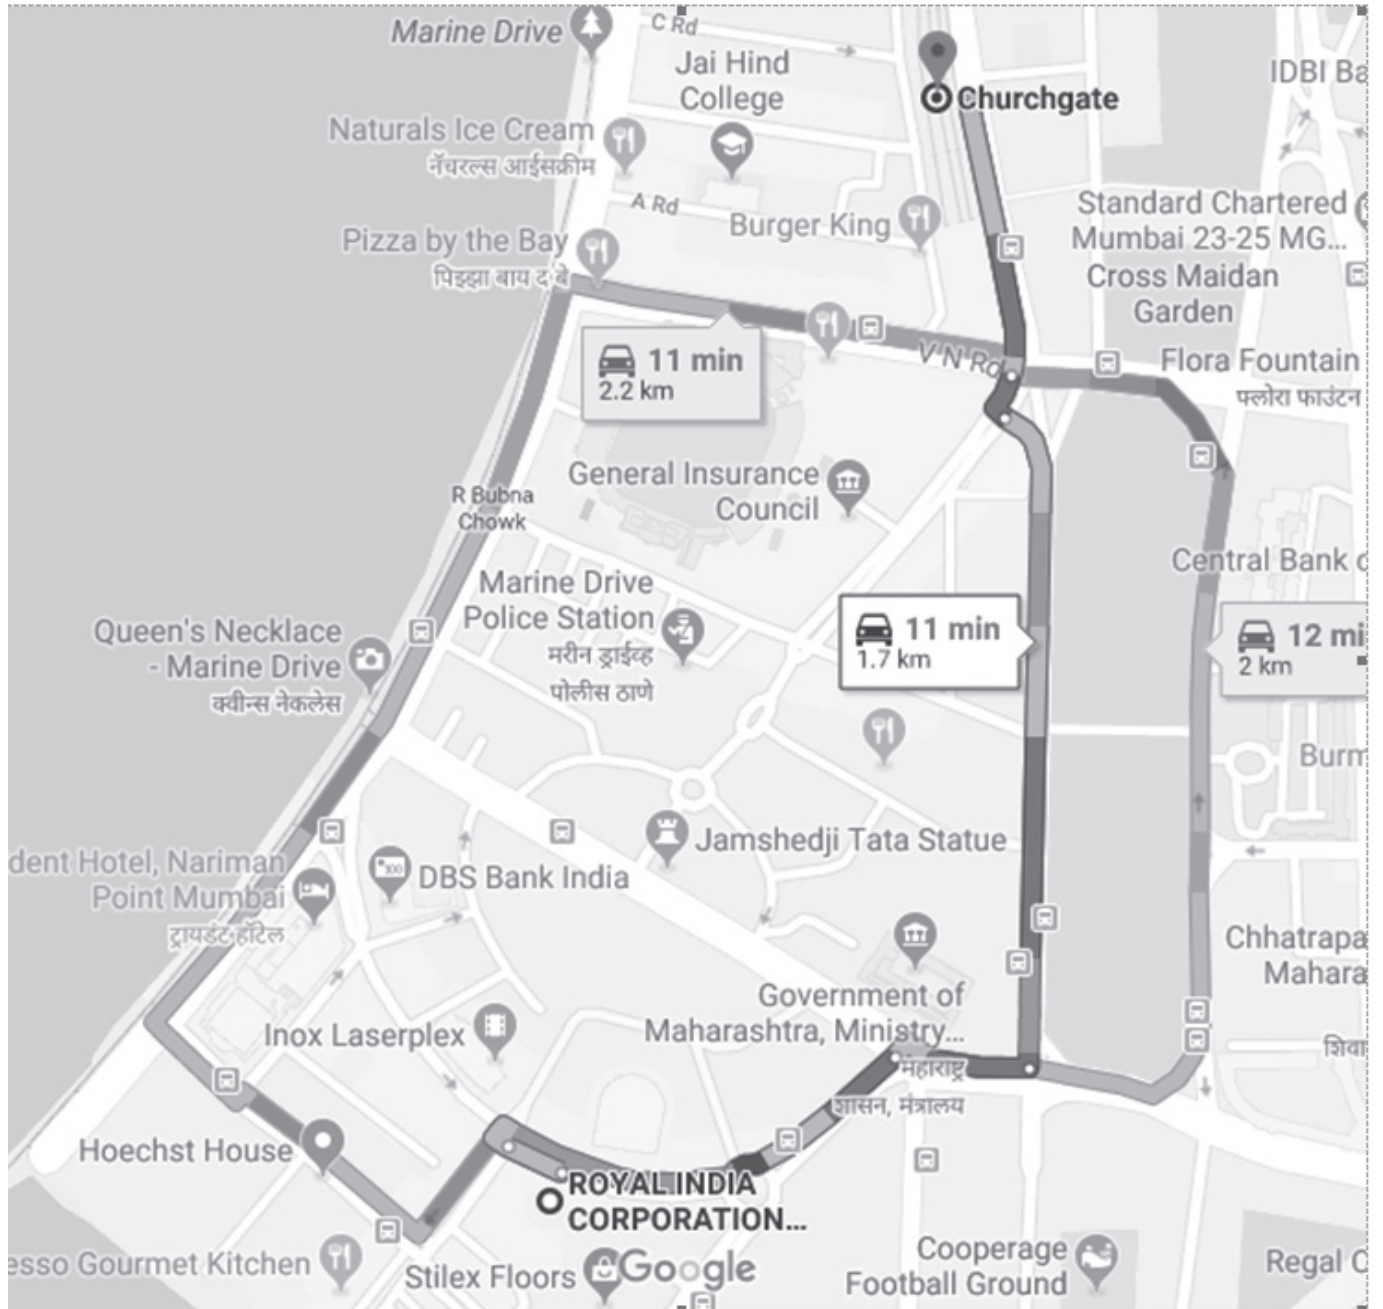 Marine Drive
C Rd
Jai Hind
College
Churchgate
IDBI Ba
Naturals Ice Cream
नॅचरल्स आईसक्रीम
A Rd
Burger King
Standard Chartered
Mumbai 23-25 MG...
Pizza by the Bay
पिझ्झा बाय द बे
Cross Maidan
Garden
11 min
2.2 km
V N Rd
Flora Fountain
फ्लोरा फाउंटन
General Insurance
Council
R Bubna
Chowk
Central Bank o
Marine Drive
Police Station
मरीन ड्राईव्ह
पोलीस ठाणे
Queen's Necklace
- Marine Drive
क्वीन्स नेकलेस
11 min
1.7 km
12 mi
2 km
Burm
Jamshedji Tata Statue
dent Hotel, Nariman
Point Mumbai
ट्रायडंट हॉटेल
DBS Bank India
Chhatrapa
Mahara
शिवा
Government of
Maharashtra, Ministry...
महाराष्ट्र
शासन, मंत्रालय
Inox Laserplex
Hoechst House
ROYAL INDIA
CORPORATION...
esso Gourmet Kitchen
Stilex Floors
Google
Cooperage
Football Ground
Regal C